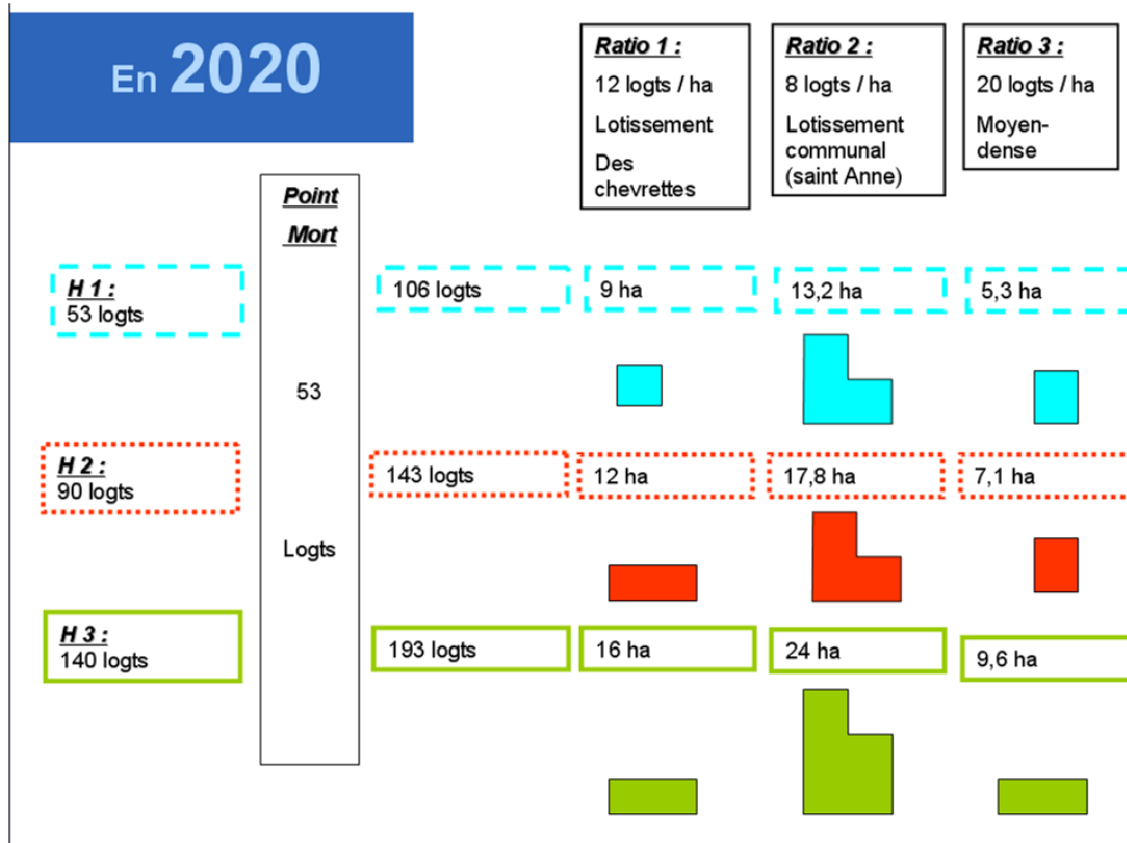 En 2020
Ratio 1 :
12 logts / ha
Lotissement
Des
chevrettes
Ratio 2 :
8 logts / ha
Lotissement
communal
(saint Anne)
Ratio 3 :
20 logts / ha
Moyen-
dense
Point
Mort
53
Logts
H 1 :
53 logts
106 logts
9 ha
13,2 ha
5,3 ha
H 2 :
90 logts
143 logts
12 ha
17,8 ha
7,1 ha
H 3 :
140 logts
193 logts
16 ha
24 ha
9,6 ha